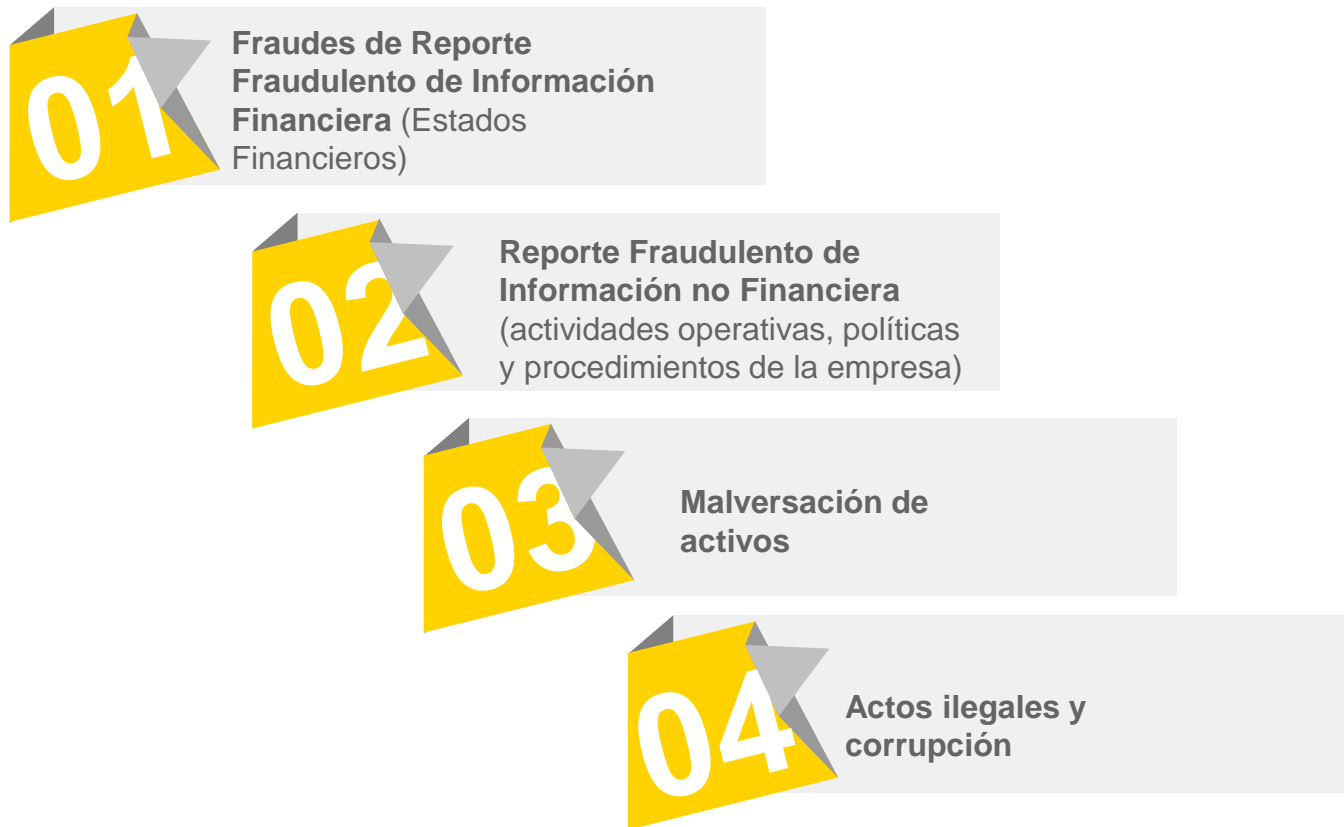 01
Fraudes de Reporte
Fraudulento de Información
Financiera (Estados
Financieros)
02
Reporte Fraudulento de
Información no Financiera
(actividades operativas, políticas
y procedimientos de la empresa)
03
Malversación de
activos
04
Actos ilegales y
corrupción